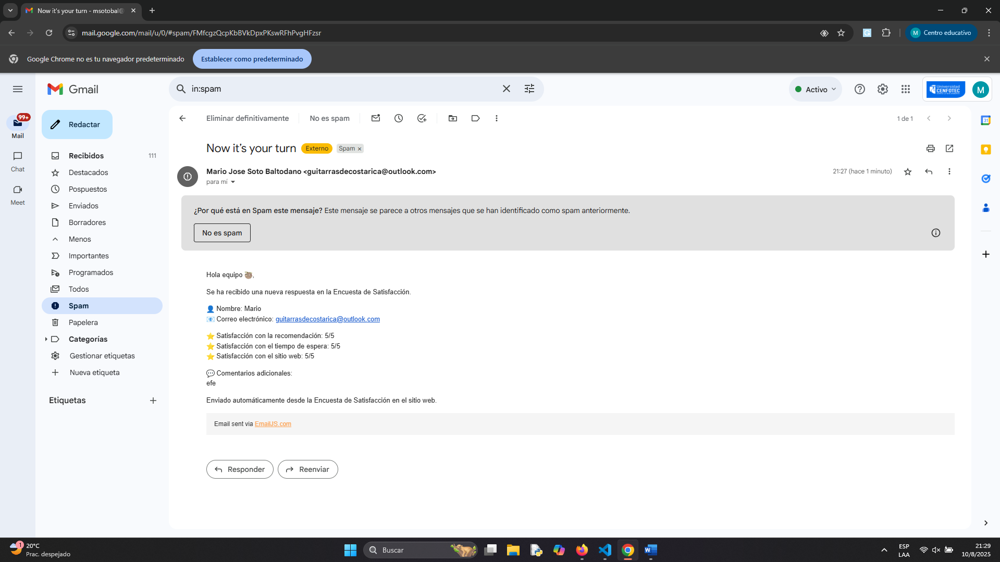 Now it's your turn - msotobal@
mail.google.com/mail/u/0/#spam/FMfcgzQcpKbBVkDpxPKswRFhPvgHFzsr
G
M Centro educativo
Google Chrome no es tu navegador predeterminado
Establecer como predeterminado
Gmail
in:spam
Activo
Universidad
CENFOTEC
M
99+
Mail
Chat
Meet
Redactar
Recibidos 111
Destacados
Pospuestos
Enviados
Borradores
Menos
Importantes
Programados
Todos
Spam
Papelera
Categorías
Gestionar etiquetas
Nueva etiqueta
Etiquetas
Eliminar definitivamente
No es spam
1 de 1
Now it’s your turn
Externo
Spam ×
Mario Jose Soto Baltodano <guitarrasdecostarica@outlook.com>
para mí
21:27 (hace 1 minuto)
¿Por qué está en Spam este mensaje? Este mensaje se parece a otros mensajes que se han identificado como spam anteriormente.
No es spam
Hola equipo 🦥,
Se ha recibido una nueva respuesta en la Encuesta de Satisfacción.
👤 Nombre: Mario
📧 Correo electrónico: guitarrasdecostarica@outlook.com
⭐ Satisfacción con la recomendación: 5/5
⭐ Satisfacción con el tiempo de espera: 5/5
⭐ Satisfacción con el sitio web: 5/5
💬 Comentarios adicionales:
efe
Enviado automáticamente desde la Encuesta de Satisfacción en el sitio web.
Email sent via EmailJS.com
Responder
Reenviar
31
1
20°C
Prac. despejado
Buscar
W
ESP
LAA
21:29
10/8/2025